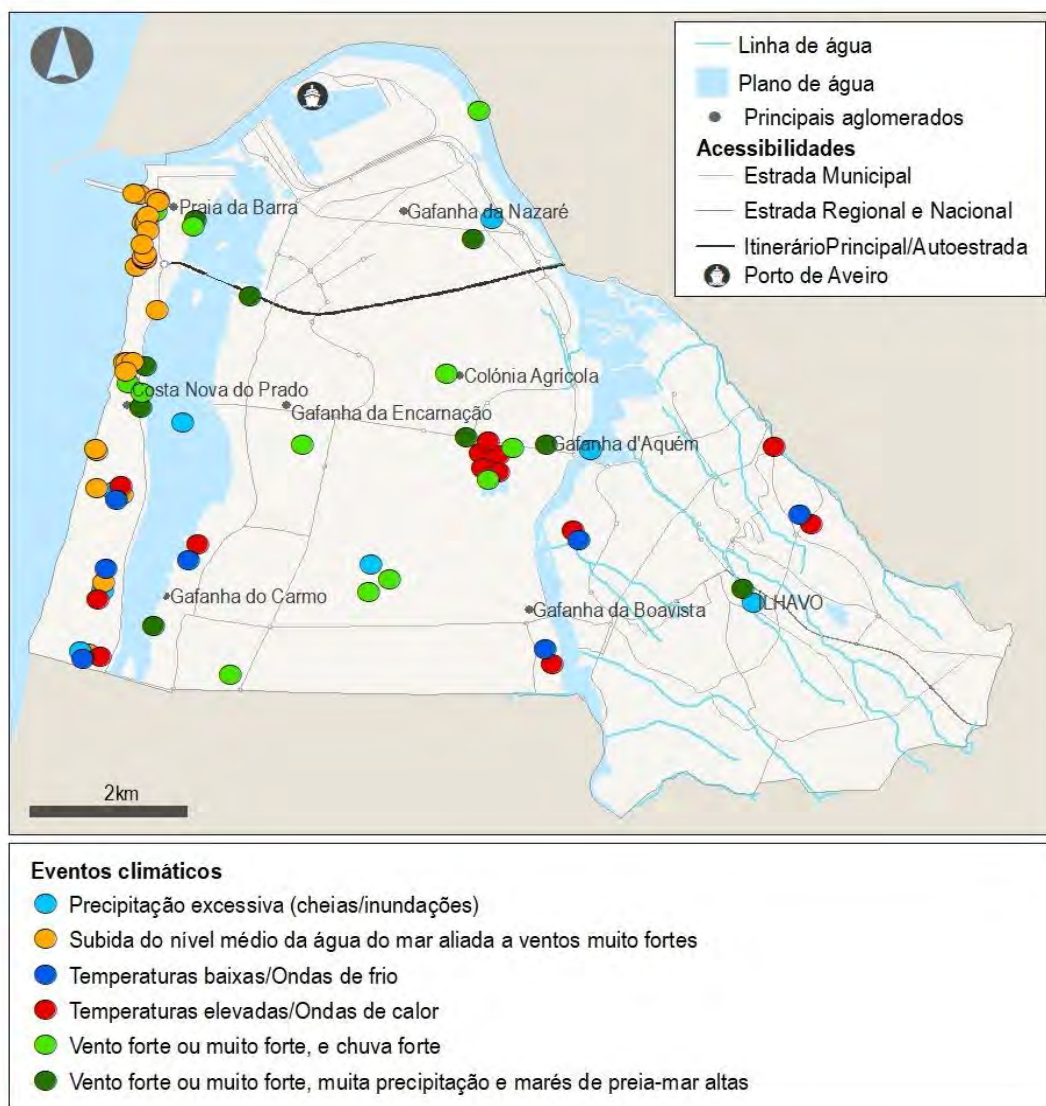 Linha de água
Plano de água
Principais aglomerados
Acessibilidades
Estrada Municipal
Estrada Regional e Nacional
ItinerárioPrincipal/Autoestrada
Porto de Aveiro
Praia da Barra
Gafanha da Nazaré
Colónia Agrícola
Costa Nova do Prado
Gafanha da Encarnação
Gafanha d'Aquém
Gafanha do Carmo
Gafanha da Boavista
ÍLHAVO
2km
Eventos climáticos
Precipitação excessiva (cheias/inundações)
Subida do nível médio da água do mar aliada a ventos muito fortes
Temperaturas baixas/Ondas de frio
Temperaturas elevadas/Ondas de calor
Vento forte ou muito forte, e chuva forte
Vento forte ou muito forte, muita precipitação e marés de preia-mar altas